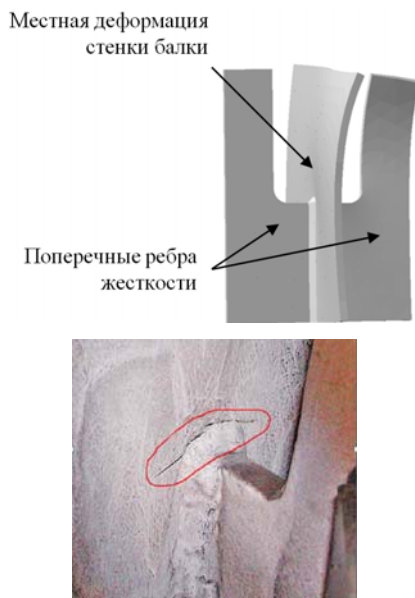 Местная деформация
стенки балки
Поперечные ребра
жесткости